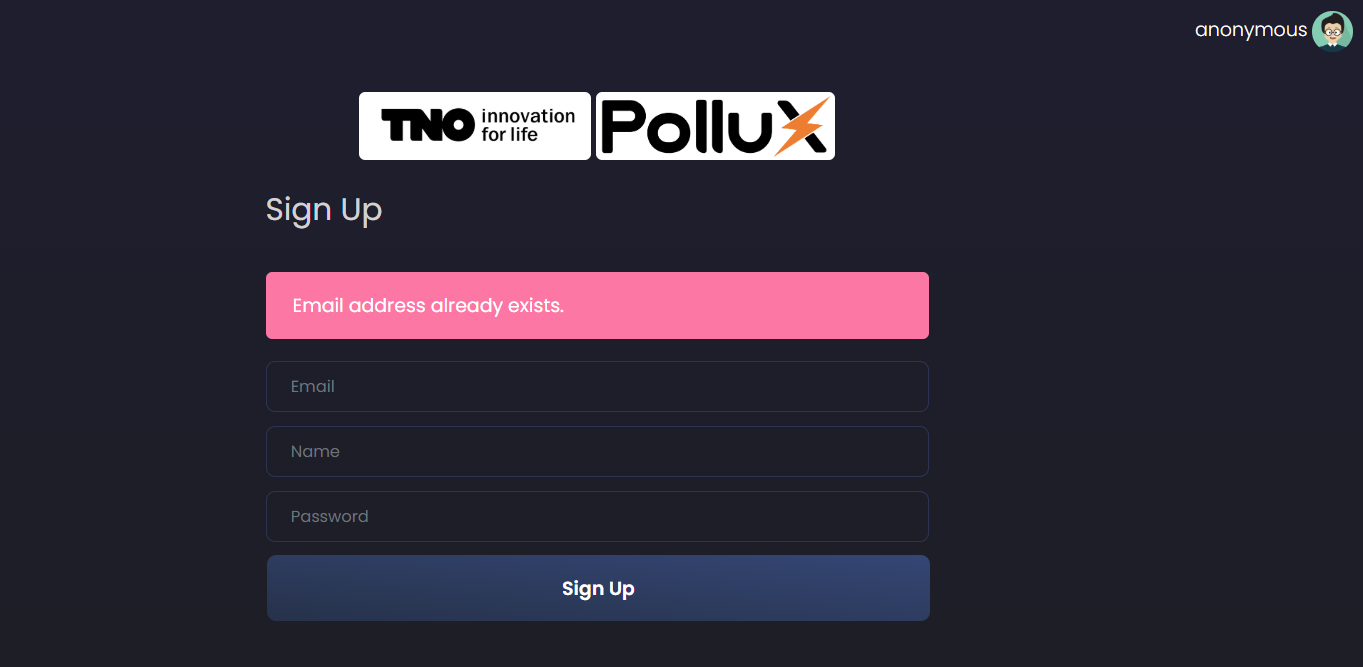 anonymous
TNO innovation
for life
Pollux
Sign Up
Email address already exists.
Email
Name
Password
Sign Up